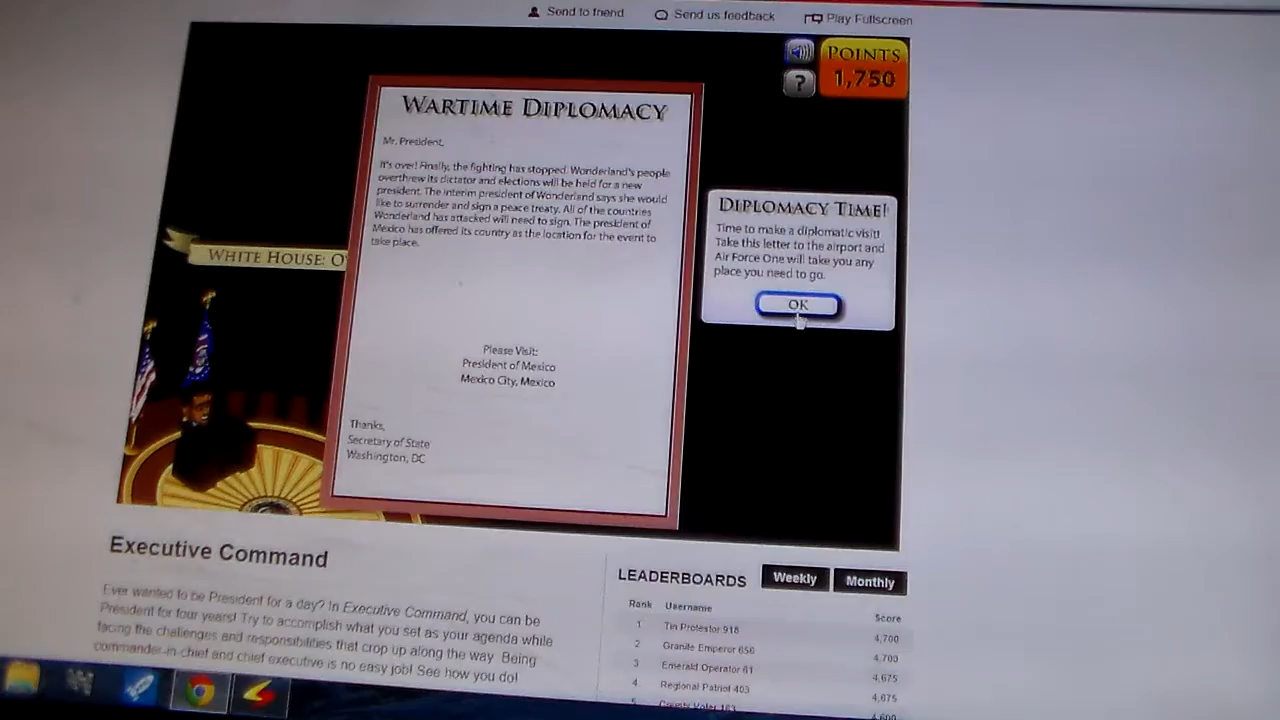 Send to friend
Send us feedback
Play Fullscreen
POINTS
1,750
?
WARTIME DIPLOMACY
Mr. President,
It's over! Finally, the fighting has stopped. Wonderland's people
overthrew its dictator and elections will be held for a new
president. The interim president of Wonderland says she would
like to surrender and sign a peace treaty. All of the countries
Wonderland has attacked will need to sign. The president of
Mexico has offered its country as the location for the event to
take place.
Please Visit:
President of Mexico
Mexico City, Mexico
Thanks,
Secretary of State
Washington, DC
DIPLOMACY TIME!
Time to make a diplomatic visit!
Take this letter to the airport and
Air Force One will take you any
place you need to go.
OK
WHITE HOUSE: O
Executive Command
Ever wanted to be President for a day? In Executive Command, you can be
President for four years! Try to accomplish what you set as your agenda while
facing the challenges and responsibilities that crop up along the way. Being
commander-in-chief and chief executive is no easy job! See how you do!
LEADERBOARDS
Weekly
Monthly
Rank Username Score
1 Tin Protestor 918 4,700
2 Granite Emperor 656 4,700
3 Emerald Operator 61 4,675
4 Regional Patriot 403 4,675
5 County Voter 163 4,600